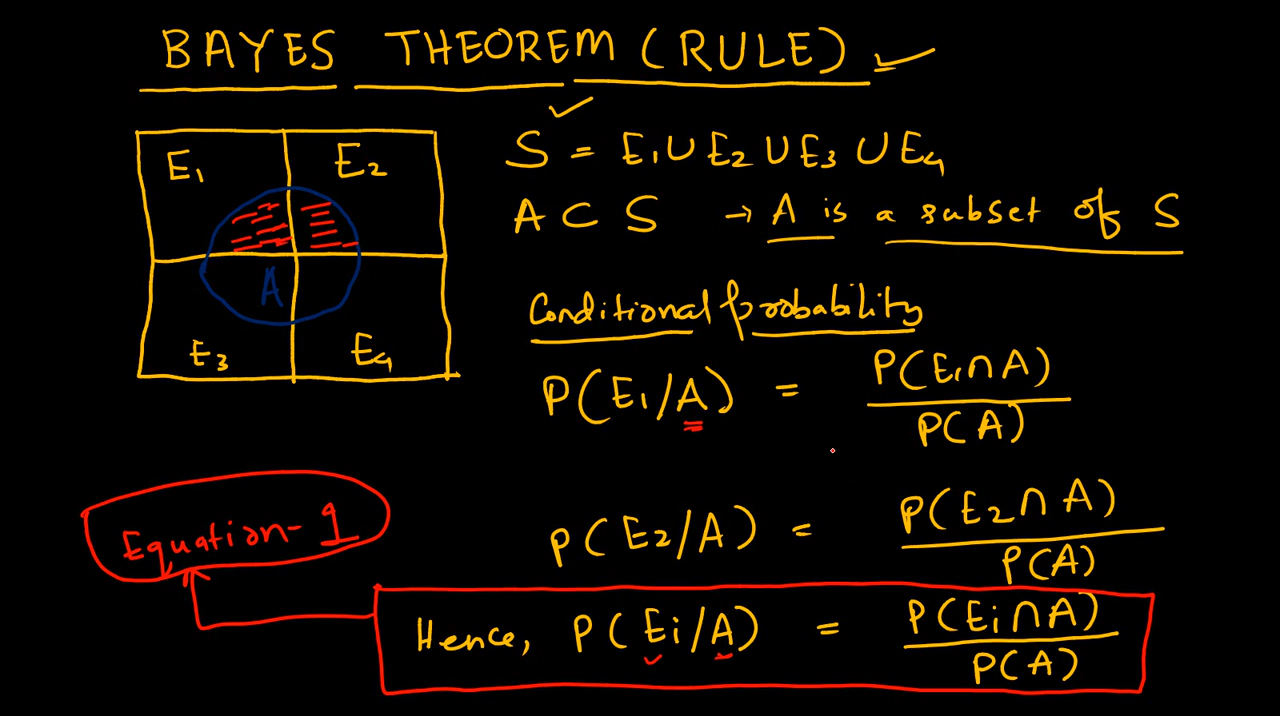 BAYES THEOREM (RULE)
E1 E2
A
E3 E4
S = E1 ∪ E2 ∪ E3 ∪ E4
A ⊂ S → A is a subset of S
Conditional probability
P(E1/A) = P(E1∩A)
P(A)
Equation-1
P(E2/A) = P(E2∩A)
P(A)
Hence, P(Ei/A) = P(Ei∩A)
P(A)